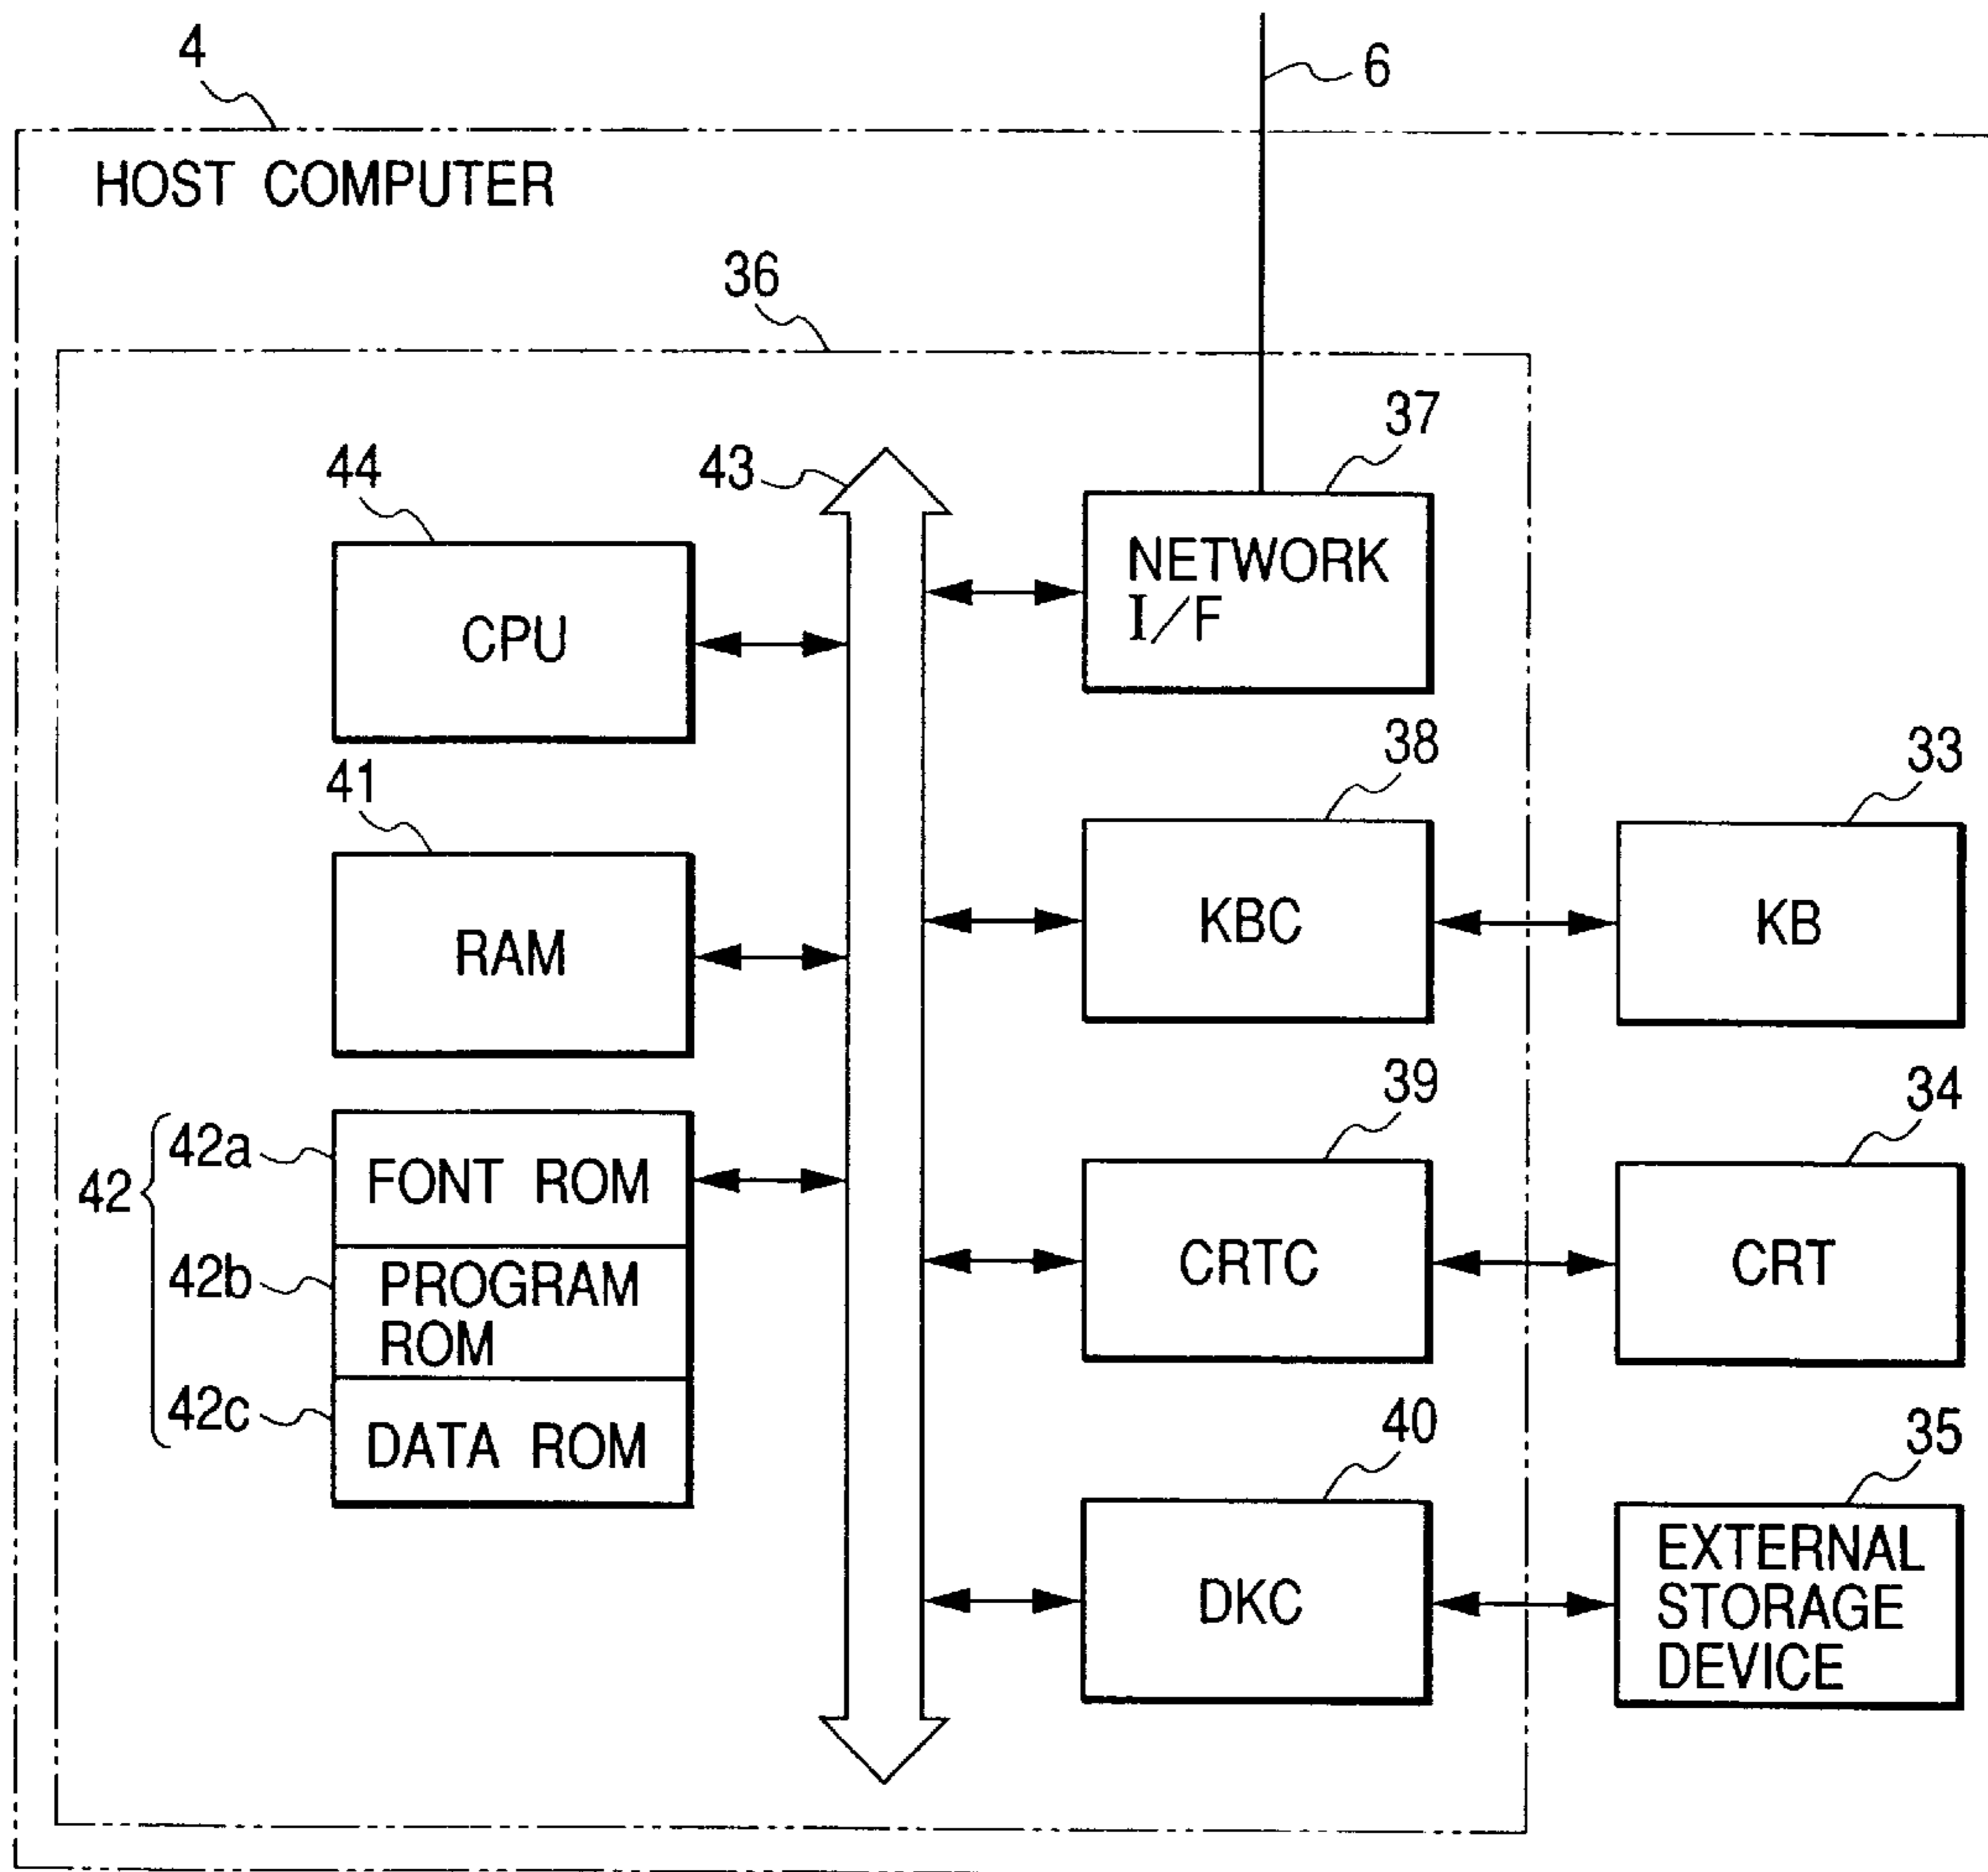 4
6
HOST COMPUTER
36
37
44
43
NETWORK
I/F
CPU
38
33
41
KBC
KB
RAM
39
34
42
42a
FONT ROM
CRTC
CRT
42b
PROGRAM
ROM
42c
DATA ROM
40
35
DKC
EXTERNAL
STORAGE
DEVICE